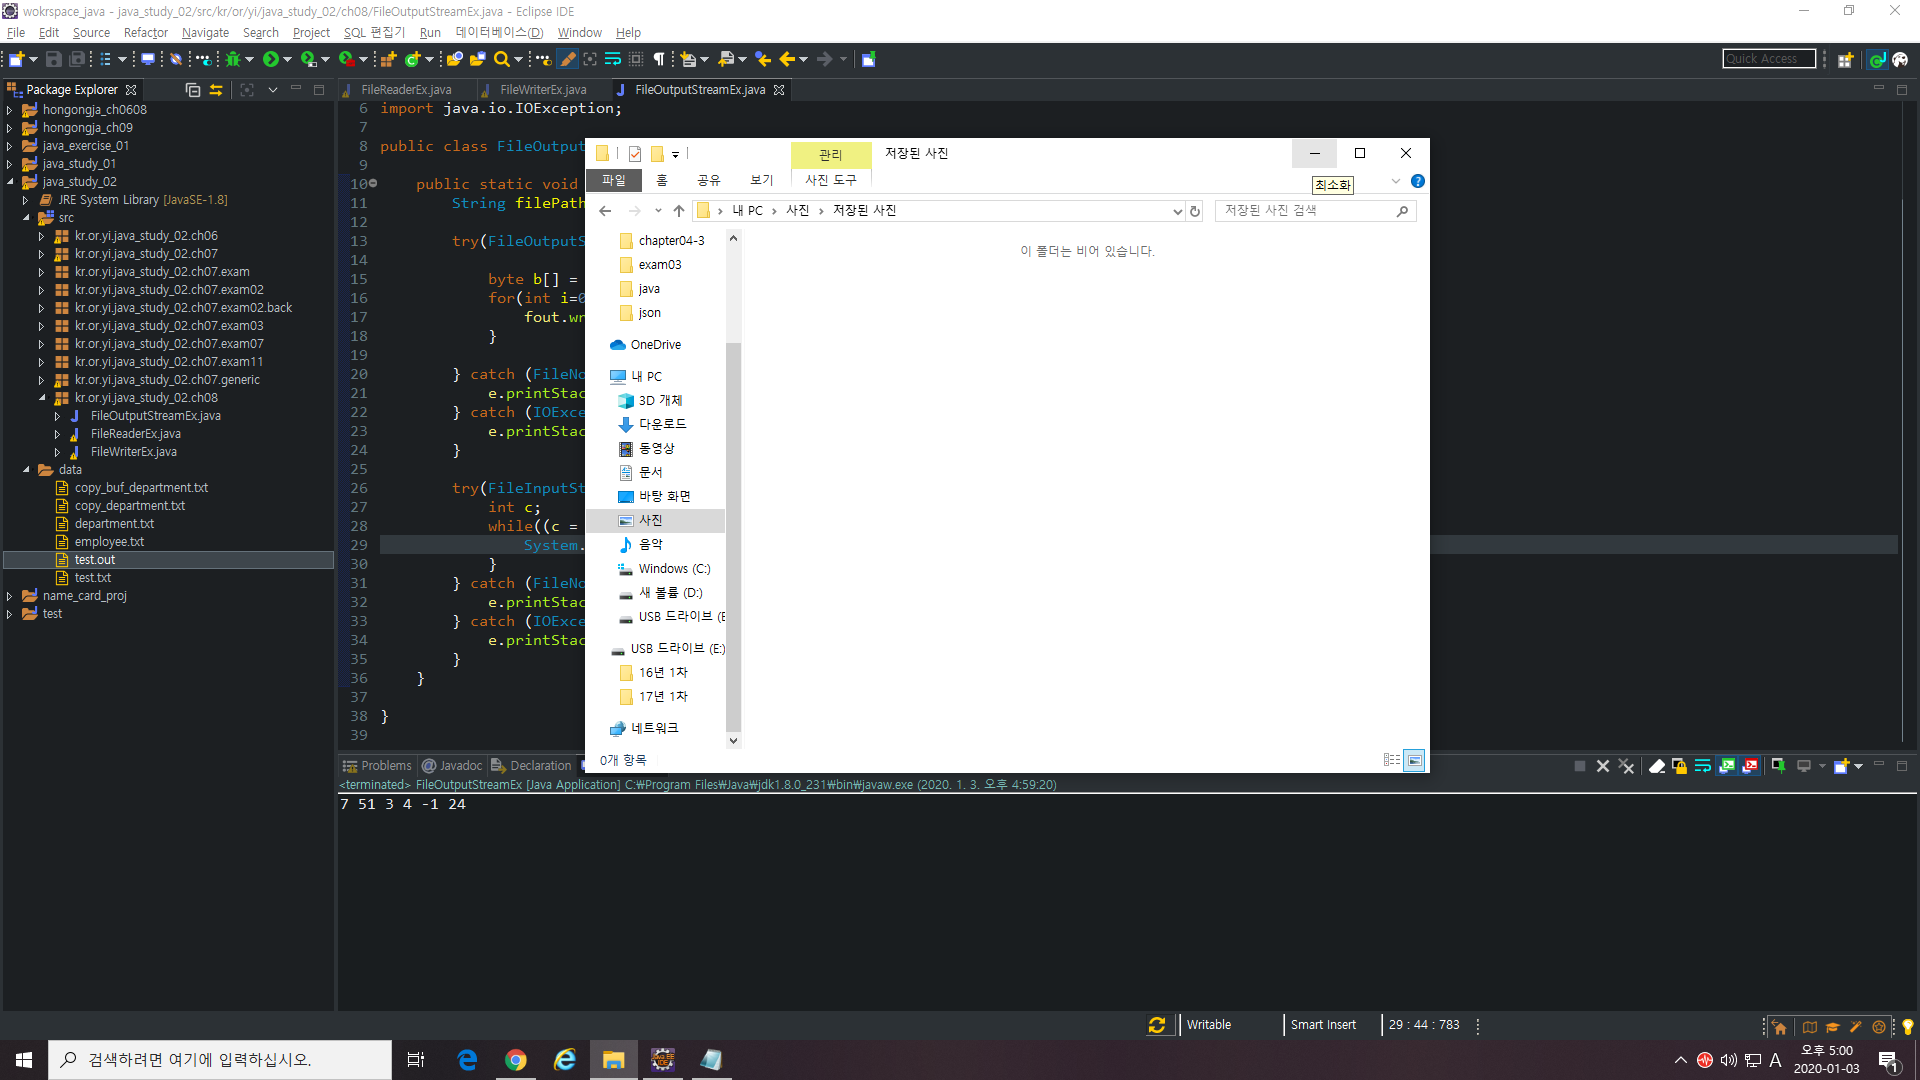 wokrspace_java - java_study_02/src/kr/or/yi/java_study_02/ch08/FileOutputStreamEx.java - Eclipse IDE
File Edit Source Refactor Navigate Search Project SQL 편집기 Run 데이터베이스(D) Window Help
Quick Access
Package Explorer
hongongja_ch0608
hongongja_ch09
java_exercise_01
java_study_01
java_study_02
JRE System Library [JavaSE-1.8]
src
kr.or.yi.java_study_02.ch06
kr.or.yi.java_study_02.ch07
kr.or.yi.java_study_02.ch07.exam
kr.or.yi.java_study_02.ch07.exam02
kr.or.yi.java_study_02.ch07.exam02.back
kr.or.yi.java_study_02.ch07.exam03
kr.or.yi.java_study_02.ch07.exam07
kr.or.yi.java_study_02.ch07.exam11
kr.or.yi.java_study_02.ch07.generic
kr.or.yi.java_study_02.ch08
FileOutputStreamEx.java
FileReaderEx.java
FileWriterEx.java
data
copy_buf_department.txt
copy_department.txt
department.txt
employee.txt
test.out
test.txt
name_card_proj
test
FileReaderEx.java FileWriterEx.java FileOutputStreamEx.java
6 import java.io.IOException;
7
8 public class FileOutput
9
10 public static void
11 String filePath
12
13 try(FileOutputS
14
15 byte b[] =
16 for(int i=0
17 fout.wr
18 }
19
20 } catch (FileNo
21 e.printStac
22 } catch (IOExce
23 e.printStac
24 }
25
26 try(FileInputSt
27 int c;
28 while((c =
29 System.
30 }
31 } catch (FileNo
32 e.printStac
33 } catch (IOExce
34 e.printStac
35 }
36 }
37
38 }
39
관리 저장된 사진
파일 홈 공유 보기 사진 도구
최소화
내 PC 사진 저장된 사진
저장된 사진 검색
chapter04-3
exam03
java
json
OneDrive
내 PC
3D 개체
다운로드
동영상
문서
바탕 화면
사진
음악
Windows (C:)
새 볼륨 (D:)
USB 드라이브 (E
USB 드라이브 (E:)
16년 1차
17년 1차
네트워크
이 폴더는 비어 있습니다.
0개 항목
Problems @ Javadoc Declaration
<terminated> FileOutputStreamEx [Java Application] C:₩Program Files₩Java₩jdk1.8.0_231₩bin₩javaw.exe (2020. 1. 3. 오후 4:59:20)
7 51 3 4 -1 24
Writable Smart Insert 29 : 44 : 783
검색하려면 여기에 입력하십시오.
A
오후 5:00
2020-01-03
1